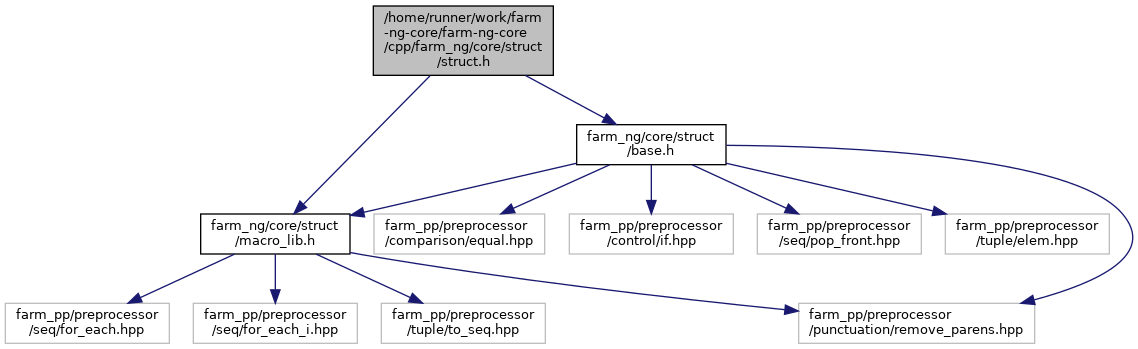 /home/runner/work/farm
-ng-core/farm-ng-core
/cpp/farm_ng/core/struct
/struct.h
farm_ng/core/struct
/base.h
farm_ng/core/struct
/macro_lib.h
farm_pp/preprocessor
/comparison/equal.hpp
farm_pp/preprocessor
/control/if.hpp
farm_pp/preprocessor
/seq/pop_front.hpp
farm_pp/preprocessor
/tuple/elem.hpp
farm_pp/preprocessor
/seq/for_each.hpp
farm_pp/preprocessor
/seq/for_each_i.hpp
farm_pp/preprocessor
/tuple/to_seq.hpp
farm_pp/preprocessor
/punctuation/remove_parens.hpp